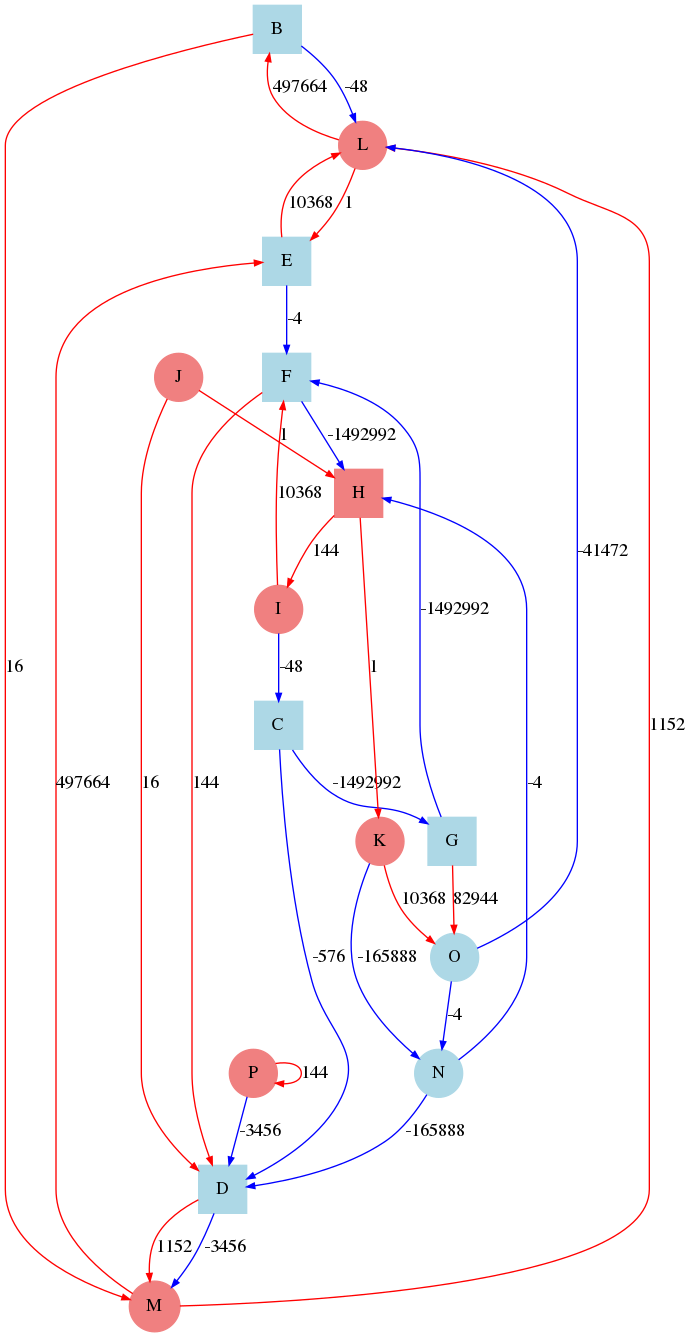 B
497664 -48
L
10368 1
E
-4
J F
1 -1492992
H
10368 144 -41472
I -1492992
16 -48 1 1152
C
497664 16 144 -1492992 -4
K G
10368 82944
-576 -165888 O
-4
P 144 N
-3456 -165888
D
1152 -3456
M